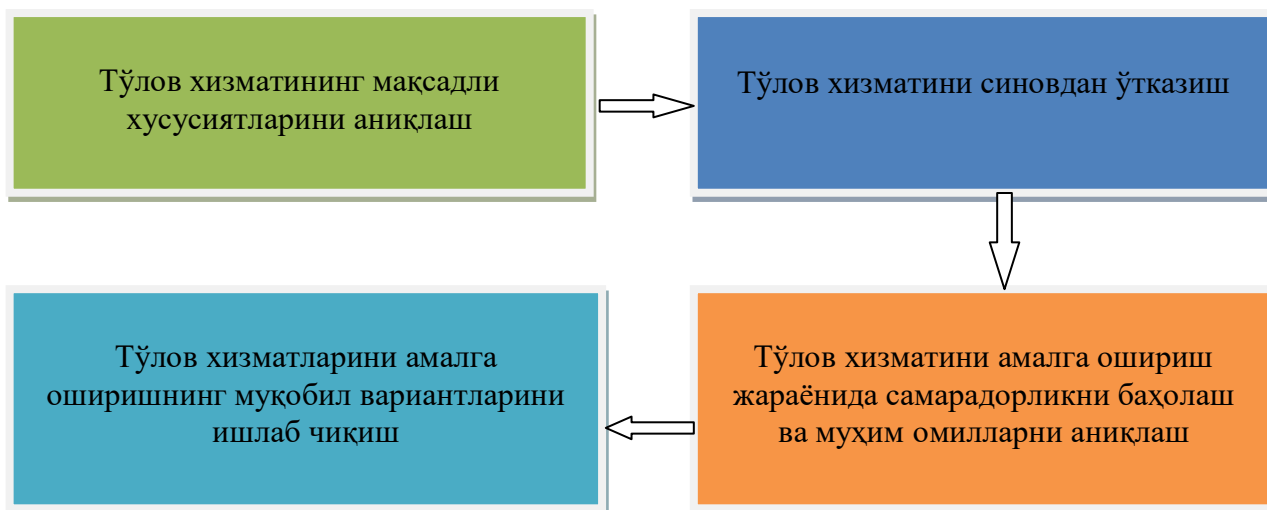 Тўлов хизматининг мақсадли
хусусиятларини аниқлаш
Тўлов хизматини синовдан ўтказиш
Тўлов хизматини амалга ошириш
жараёнида самарадорликни баҳолаш
ва муҳим омилларни аниқлаш
Тўлов хизматларини амалга
оширишнинг муқобил вариантларини
ишлаб чиқиш